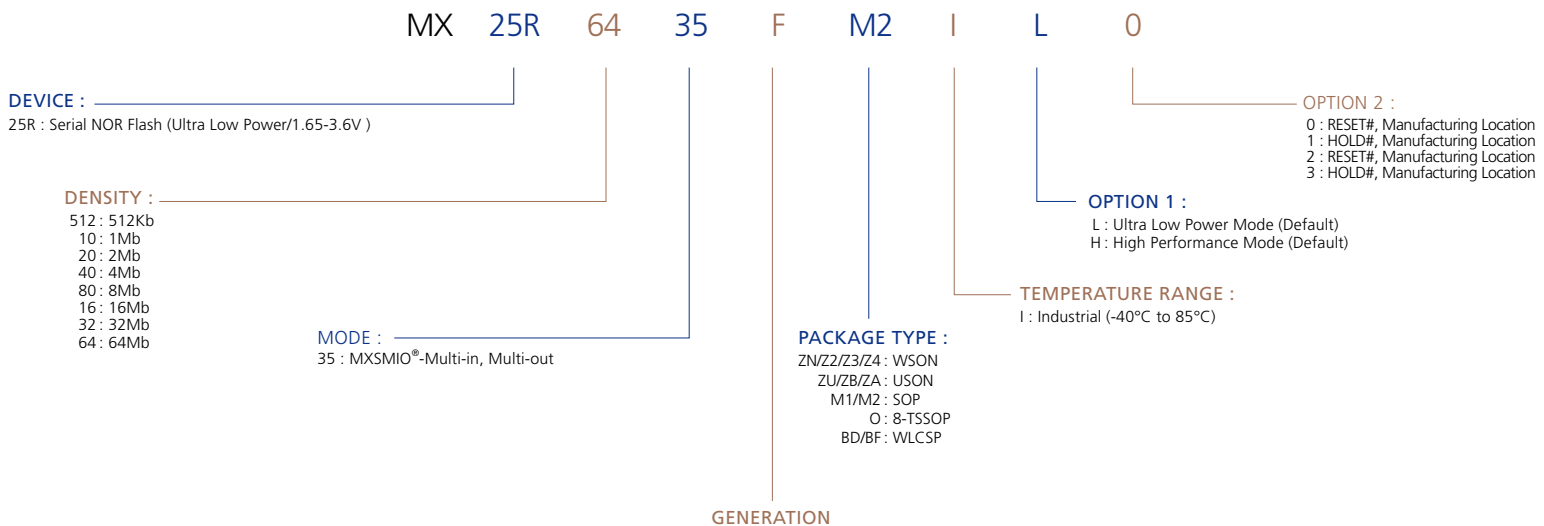 MX 25R 64 35 F M2 I L 0
DEVICE :
25R : Serial NOR Flash (Ultra Low Power/1.65-3.6V )
OPTION 2 :
0 : RESET#, Manufacturing Location
1 : HOLD#, Manufacturing Location
2 : RESET#, Manufacturing Location
3 : HOLD#, Manufacturing Location
DENSITY :
512 : 512Kb
10 : 1Mb
20 : 2Mb
40 : 4Mb
80 : 8Mb
16 : 16Mb
32 : 32Mb
64 : 64Mb
OPTION 1 :
L : Ultra Low Power Mode (Default)
H : High Performance Mode (Default)
TEMPERATURE RANGE :
I : Industrial (-40°C to 85°C)
MODE :
35 : MXSMIO®-Multi-in, Multi-out
PACKAGE TYPE :
ZN/Z2/Z3/Z4 : WSON
ZU/ZB/ZA : USON
M1/M2 : SOP
O : 8-TSSOP
BD/BF : WLCSP
GENERATION